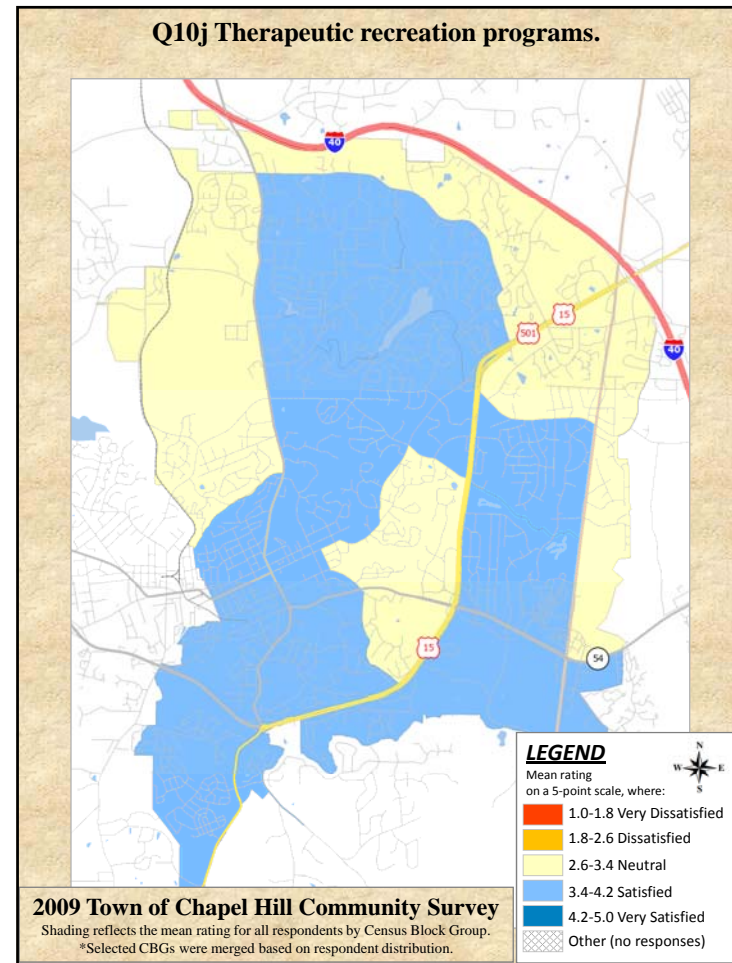 Q10j Therapeutic recreation programs.
40
15
501
40
15
54
LEGEND
Mean rating
on a 5-point scale, where:
N
W E
S
1.0-1.8 Very Dissatisfied
1.8-2.6 Dissatisfied
2.6-3.4 Neutral
3.4-4.2 Satisfied
4.2-5.0 Very Satisfied
Other (no responses)
2009 Town of Chapel Hill Community Survey
Shading reflects the mean rating for all respondents by Census Block Group.
*Selected CBGs were merged based on respondent distribution.